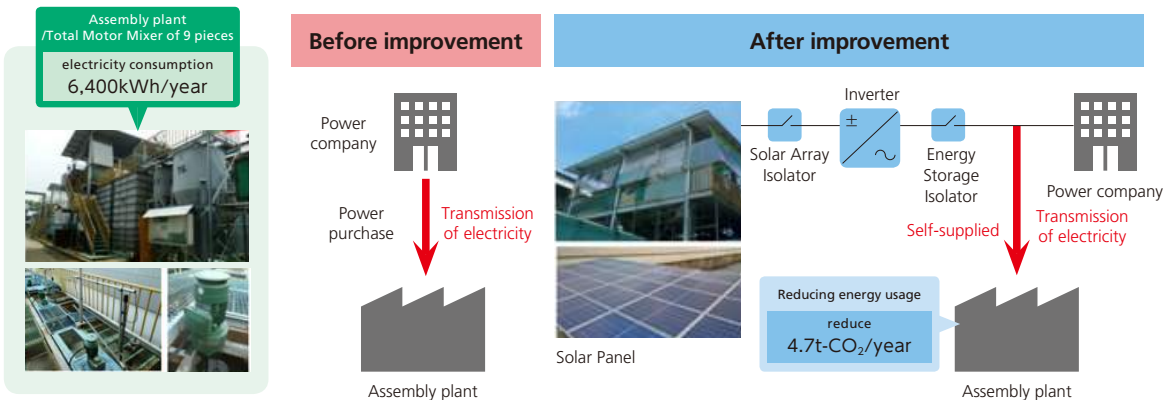 Assembly plant
/Total Motor Mixer of 9 pieces
electricity consumption
6,400kWh/year
Before improvement
Power
company
Power
purchase
Transmission
of electricity
Assembly plant
After improvement
Solar Panel
Solar Array
Isolator
Inverter
±
Energy
Storage
Isolator
Power company
Self-supplied
Transmission
of electricity
Reducing energy usage
reduce
4.7t-CO₂/year
Assembly plant